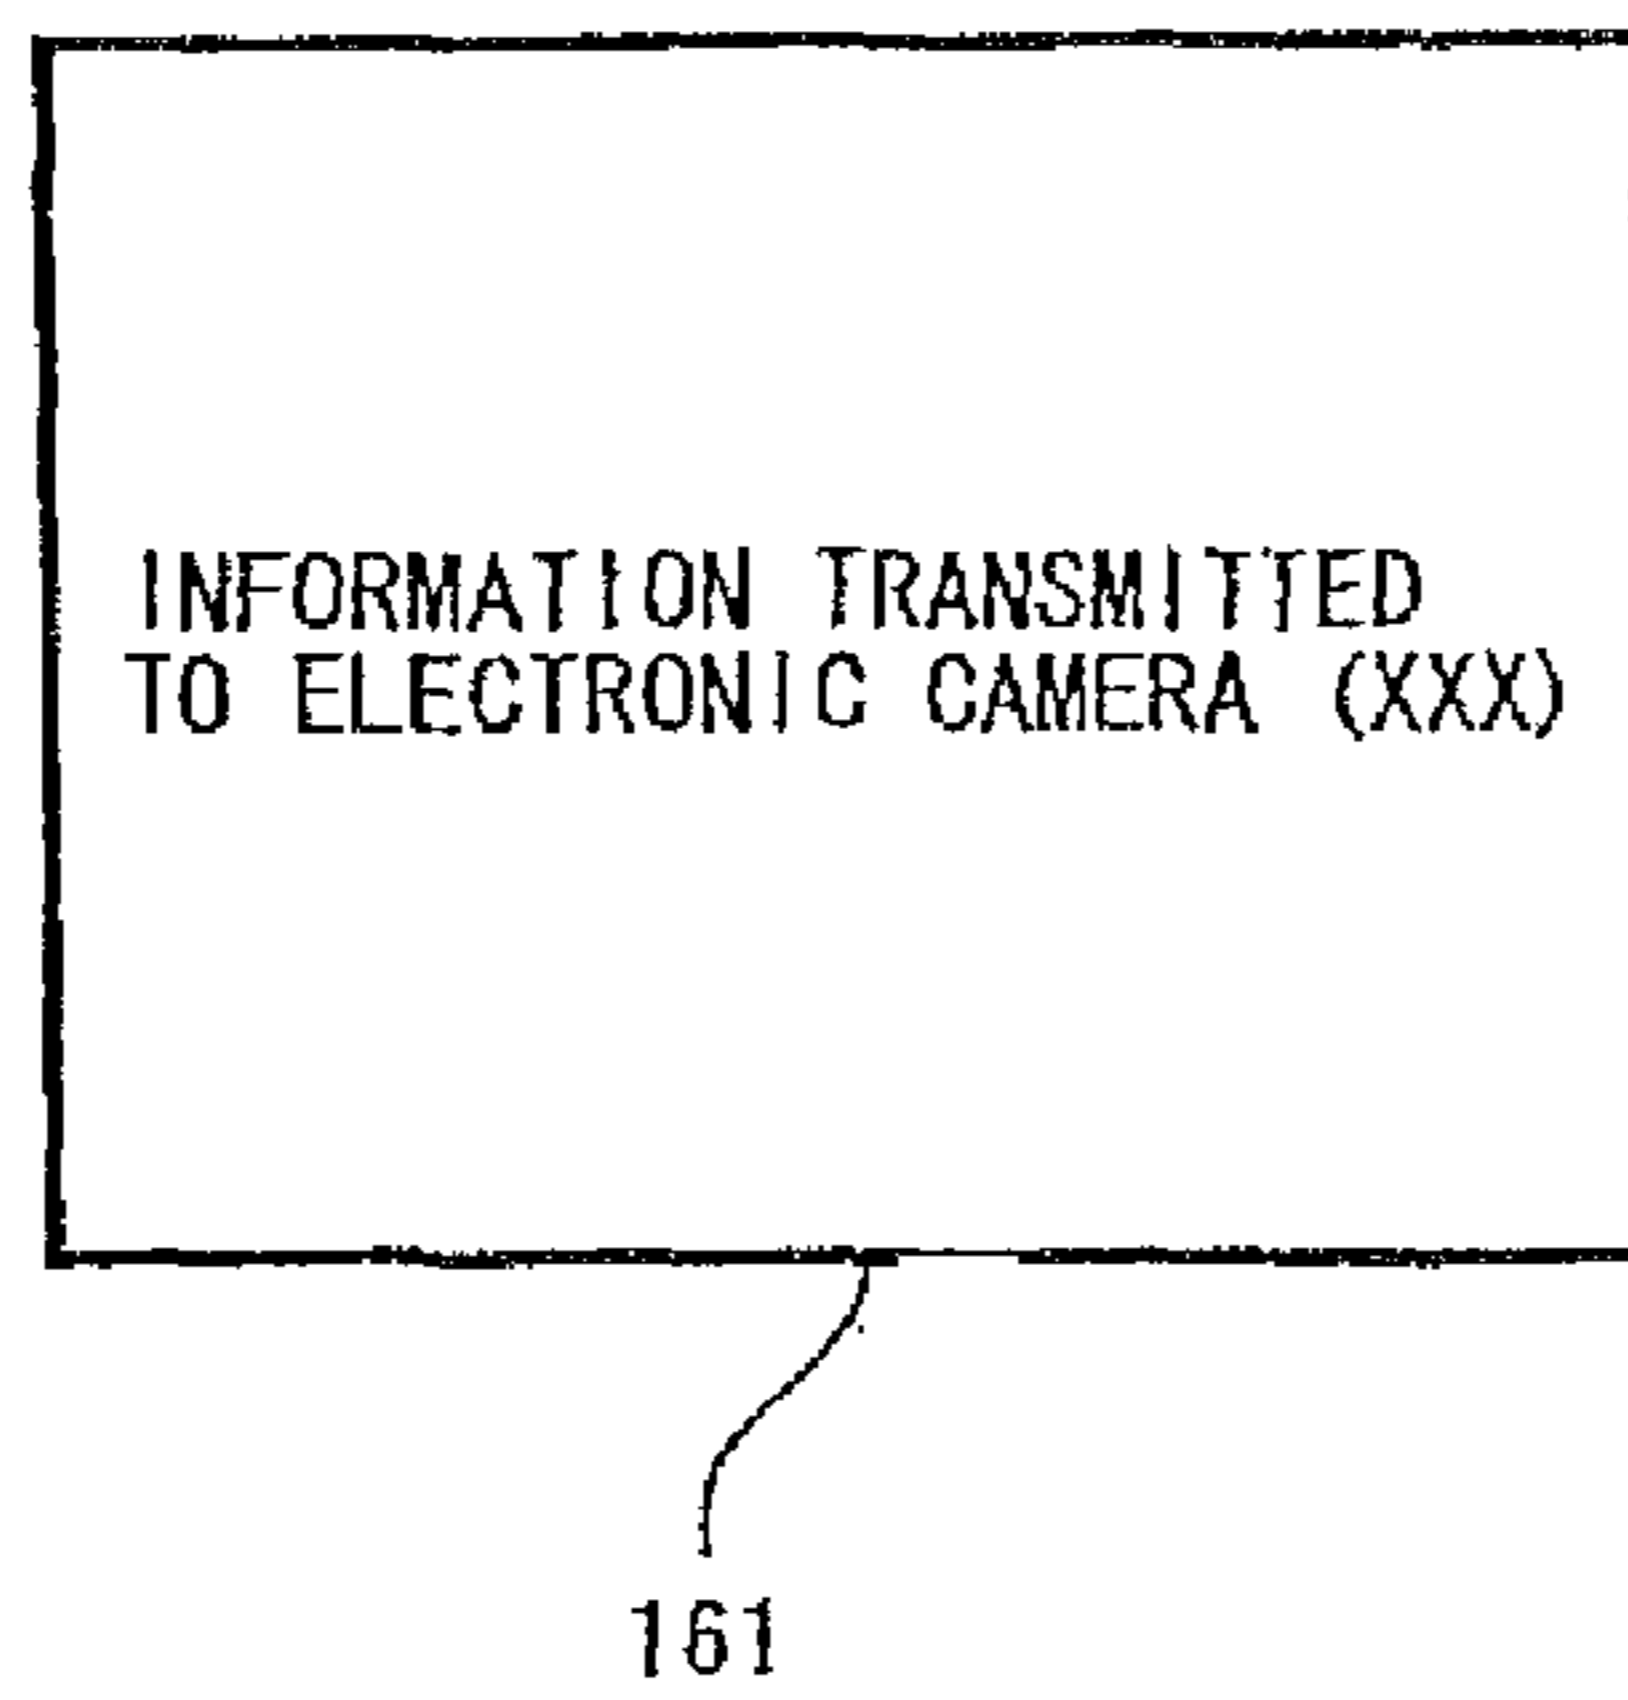 INFORMATION TRANSMITTED
TO ELECTRONIC CAMERA (XXX)
161